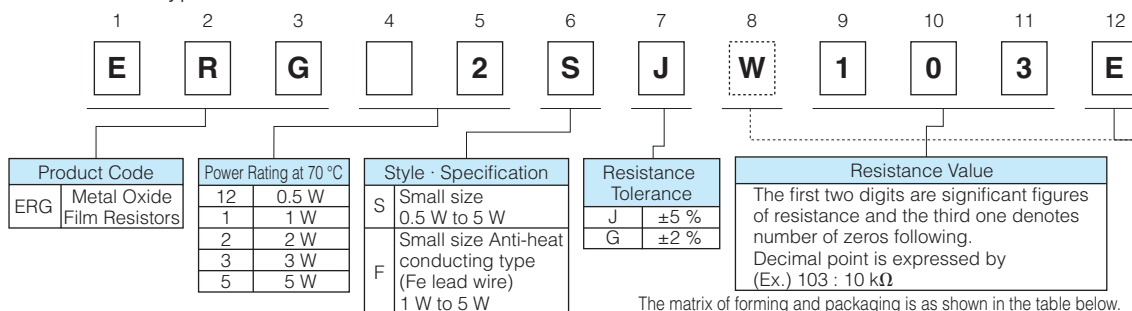 1 2 3 4 5 6 7 8 9 10 11 12
E R G 2 S J W 1 0 3 E
Product Code
ERG Metal Oxide
Film Resistors
Power Rating at 70 °C
12 0.5 W
1 1 W
2 2 W
3 3 W
5 5 W
Style · Specification
S Small size
0.5 W to 5 W
F Small size Anti-heat
conducting type
(Fe lead wire)
1 W to 5 W
Resistance
Tolerance
J ±5 %
G ±2 %
Resistance Value
The first two digits are significant figures
of resistance and the third one denotes
number of zeros following.
Decimal point is expressed by
(Ex.) 103 : 10 kΩ
The matrix of forming and packaging is as shown in the table below.